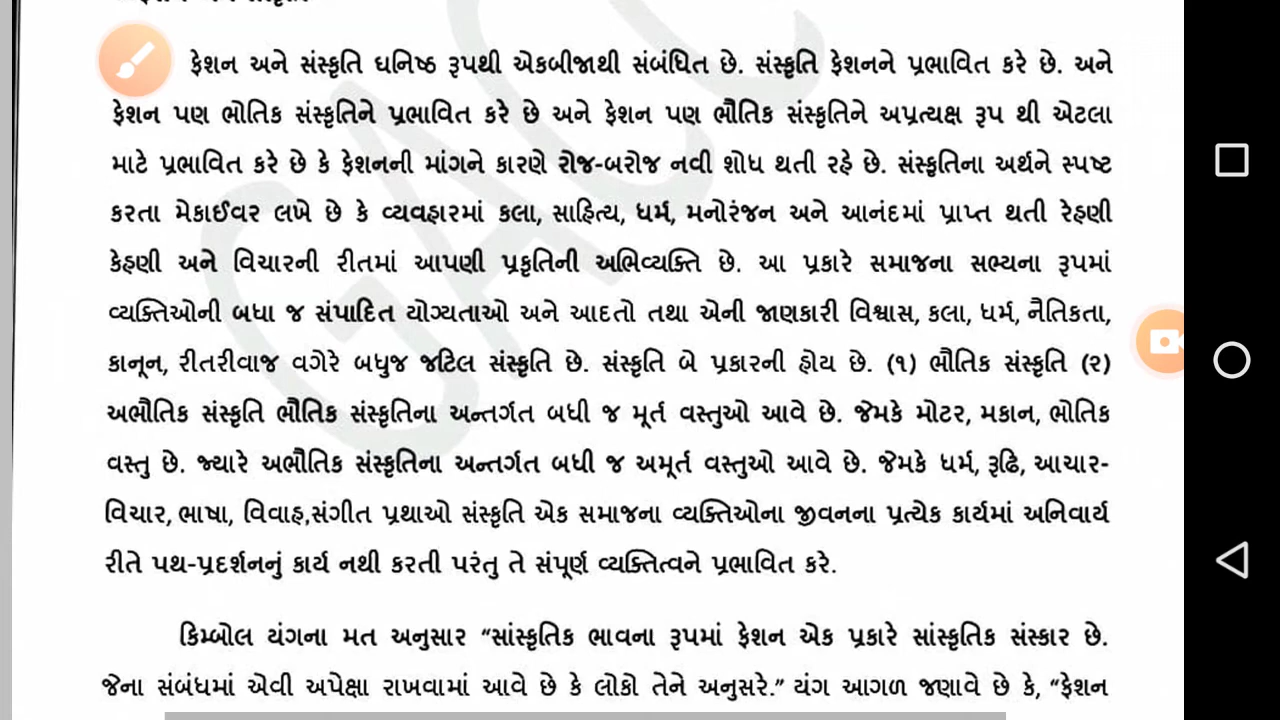 ફેશન અને સંસ્કૃતિ ઘનિષ્ઠ રૂપથી એકબીજાથી સંબંધિત છે. સંસ્કૃતિ ફેશનને પ્રભાવિત કરે છે. અને
ફેશન પણ ભોતિક સંસ્કૃતિને પ્રભાવિત કરે છે અને ફેશન પણ ભૌતિક સંસ્કૃતિને અપ્રત્યક્ષ રૂપ થી એટલા
માટે પ્રભાવિત કરે છે કે ફેશનની માંગને કારણે રોજ-બરોજ નવી શોધ થતી રહે છે. સંસ્કૃતિના અર્થને સ્પષ્ટ
કરતા મેકાઈવર લખે છે કે વ્યવહારમાં કલા, સાહિત્ય, ધર્મ, મનોરંજન અને આનંદમાં પ્રાપ્ત થતી રેહણી
કેહણી અને વિચારની રીતમાં આપણી પ્રકૃતિની અભિવ્યક્તિ છે. આ પ્રકારે સમાજના સભ્યના રૂપમાં
વ્યક્તિઓની બધા જ સંપાદિત યોગ્યતાઓ અને આદતો તથા એની જાણકારી વિશ્વાસ, કલા, ધર્મ, નૈતિકતા,
કાનૂન, રીતરીવાજ વગેરે બધુજ જટિલ સંસ્કૃતિ છે. સંસ્કૃતિ બે પ્રકારની હોય છે. (૧) ભૌતિક સંસ્કૃતિ (૨)
અભૌતિક સંસ્કૃતિ ભૌતિક સંસ્કૃતિના અન્તર્ગત બધી જ મૂર્ત વસ્તુઓ આવે છે. જેમકે મોટર, મકાન, ભોતિક
વસ્તુ છે. જ્યારે અભૌતિક સંસ્કૃતિના અન્તર્ગત બધી જ અમૂર્ત વસ્તુઓ આવે છે. જેમકે ધર્મ, રૂઢિ, આચાર-
વિચાર, ભાષા, વિવાહ,સંગીત પ્રથાઓ સંસ્કૃતિ એક સમાજના વ્યક્તિઓના જીવનના પ્રત્યેક કાર્યમાં અનિવાર્ય
રીતે પથ-પ્રદર્શનનું કાર્ય નથી કરતી પરંતુ તે સંપૂર્ણ વ્યક્તિત્વને પ્રભાવિત કરે.
કિમ્બોલ યંગના મત અનુસાર “સાંસ્કૃતિક ભાવના રૂપમાં ફેશન એક પ્રકારે સાંસ્કૃતિક સંસ્કાર છે.
જેના સંબંધમાં એવી અપેક્ષા રાખવામાં આવે છે કે લોકો તેને અનુસરે.” યંગ આગળ જણાવે છે કે, “ફેશન